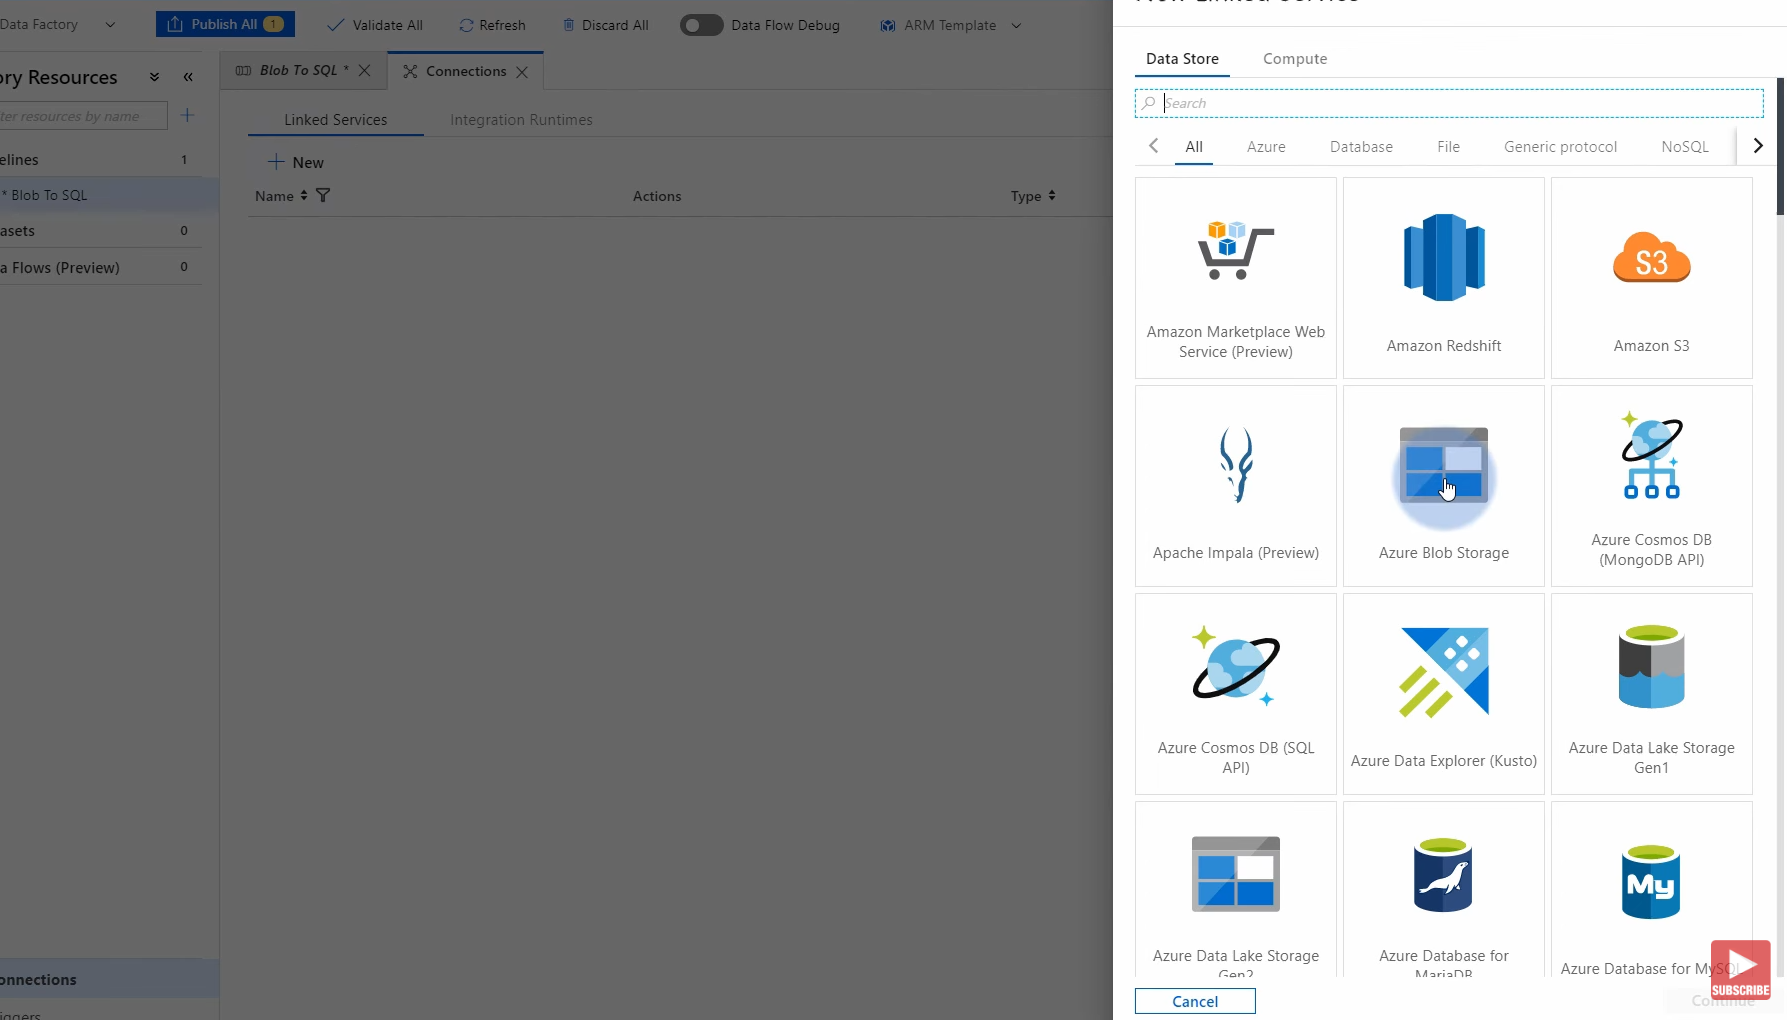 Data Factory
Publish All 1
Validate All
Refresh
Discard All
Data Flow Debug
ARM Template
ory Resources
ter resources by name
elines 1
* Blob To SQL
asets 0
a Flows (Preview) 0
onnections
iggers
Blob To SQL *
Connections
Linked Services
Integration Runtimes
New
Name
Actions
Type
New Linked Service
Data Store
Compute
Search
All
Azure
Database
File
Generic protocol
NoSQL
Amazon Marketplace Web
Service (Preview)
Amazon Redshift
S3
Amazon S3
Apache Impala (Preview)
Azure Blob Storage
Azure Cosmos DB
(MongoDB API)
Azure Cosmos DB (SQL
API)
Azure Data Explorer (Kusto)
Azure Data Lake Storage
Gen1
Azure Data Lake Storage
Gen2
Azure Database for
MariaDB
My
Azure Database for MySQL
SUBSCRIBE
Cancel
Continue